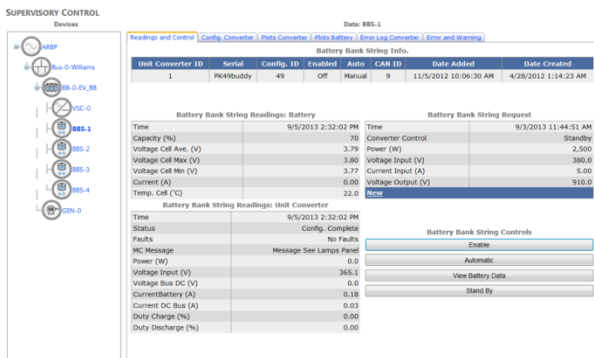 SUPERVISORY CONTROL
Devices
ARBP
Bus-0-Williams
BB-0-EV_BB
VSC-0
BBS-1
BBS-2
BBS-3
BBS-4
GEN-0
Data: BBS-1
Readings and Control Config. Converter Plots Converter Plots Battery Error Log Converter Error and Warning
Battery Bank String Info.
Unit Converter ID Serial Config. ID Enabled Auto CAN ID Date Added Date Created
1 PK49buddy 49 Off Manual 9 11/5/2012 10:06:30 AM 4/28/2012 1:14:23 AM
Battery Bank String Readings: Battery
Time 9/5/2013 2:32:02 PM
Capacity (%) 70
Voltage Cell Ave. (V) 3.79
Voltage Cell Max (V) 3.80
Voltage Cell Min (V) 3.77
Current (A) 0.00
Temp. Cell (˚C) 22.0
Battery Bank String Request
Time 9/3/2013 11:44:51 AM
Converter Control Standby
Power (W) 2,500
Voltage Input (V) 380.0
Current Input (A) 5.00
Voltage Output (V) 910.0
New
Battery Bank String Readings: Unit Converter
Time 9/5/2013 2:32:02 PM
Status Config. Complete
Faults No Faults
MC Message Message See Lamps Panel
Power (W) 0.0
Voltage Input (V) 365.1
Voltage Bus DC (V) 0.0
CurrentBattery (A) 0.18
Current DC Bus (A) 0.03
Duty Charge (%) 0.00
Duty Discharge (%) 0.00
Battery Bank String Controls
Enable
Automatic
View Battery Data
Stand By